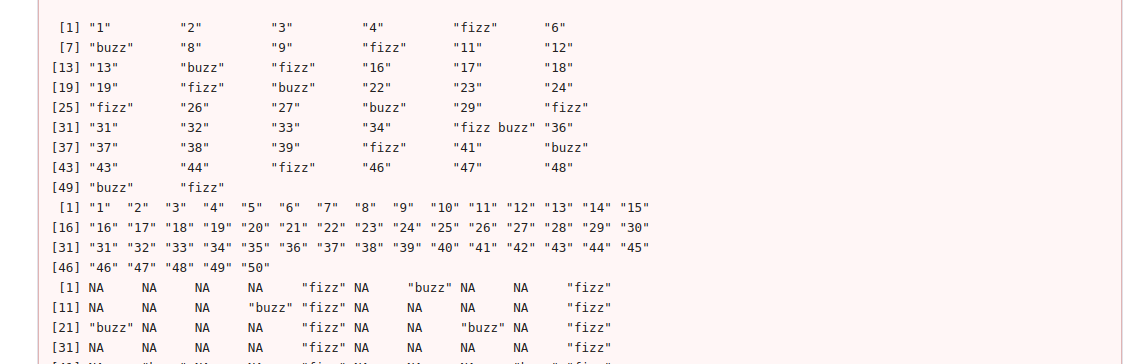 [1] "1" "2" "3" "4" "fizz" "6"
[7] "buzz" "8" "9" "fizz" "11" "12"
[13] "13" "buzz" "fizz" "16" "17" "18"
[19] "19" "fizz" "buzz" "22" "23" "24"
[25] "fizz" "26" "27" "buzz" "29" "fizz"
[31] "31" "32" "33" "34" "fizz buzz" "36"
[37] "37" "38" "39" "fizz" "41" "buzz"
[43] "43" "44" "fizz" "46" "47" "48"
[49] "buzz" "fizz"
[1] "1" "2" "3" "4" "5" "6" "7" "8" "9" "10" "11" "12" "13" "14" "15"
[16] "16" "17" "18" "19" "20" "21" "22" "23" "24" "25" "26" "27" "28" "29" "30"
[31] "31" "32" "33" "34" "35" "36" "37" "38" "39" "40" "41" "42" "43" "44" "45"
[46] "46" "47" "48" "49" "50"
[1] NA NA NA NA "fizz" NA "buzz" NA NA "fizz"
[11] NA NA NA "buzz" "fizz" NA NA NA NA "fizz"
[21] "buzz" NA NA NA "fizz" NA NA "buzz" NA "fizz"
[31] NA NA NA NA "fizz" NA NA NA NA "fizz"